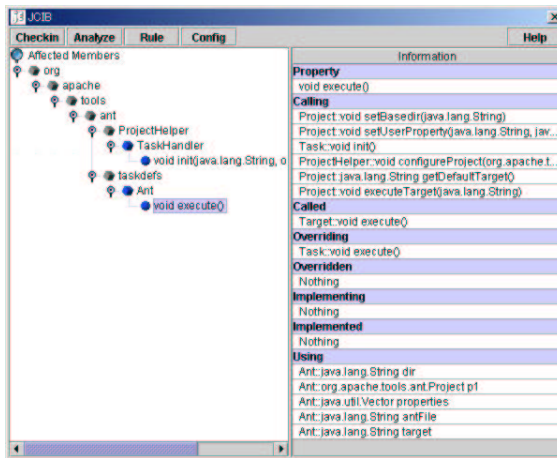 JCIB
Checkin Analyze Rule Config Help
Affected Members
org
apache
tools
ant
ProjectHelper
TaskHandler
void init(java.lang.String, o
taskdefs
Ant
void execute()
Information
Property
void execute()
Calling
Project::void setBasedir(java.lang.String)
Project::void setUserProperty(java.lang.String, jav...
Task::void init()
ProjectHelper::void configureProject(org.apache.t...
Project::java.lang.String getDefaultTarget()
Project::void executeTarget(java.lang.String)
Called
Target::void execute()
Overriding
Task::void execute()
Overridden
Nothing
Implementing
Nothing
Implemented
Nothing
Using
Ant::java.lang.String dir
Ant::org.apache.tools.ant.Project p1
Ant::java.util.Vector properties
Ant::java.lang.String antFile
Ant::java.lang.String target